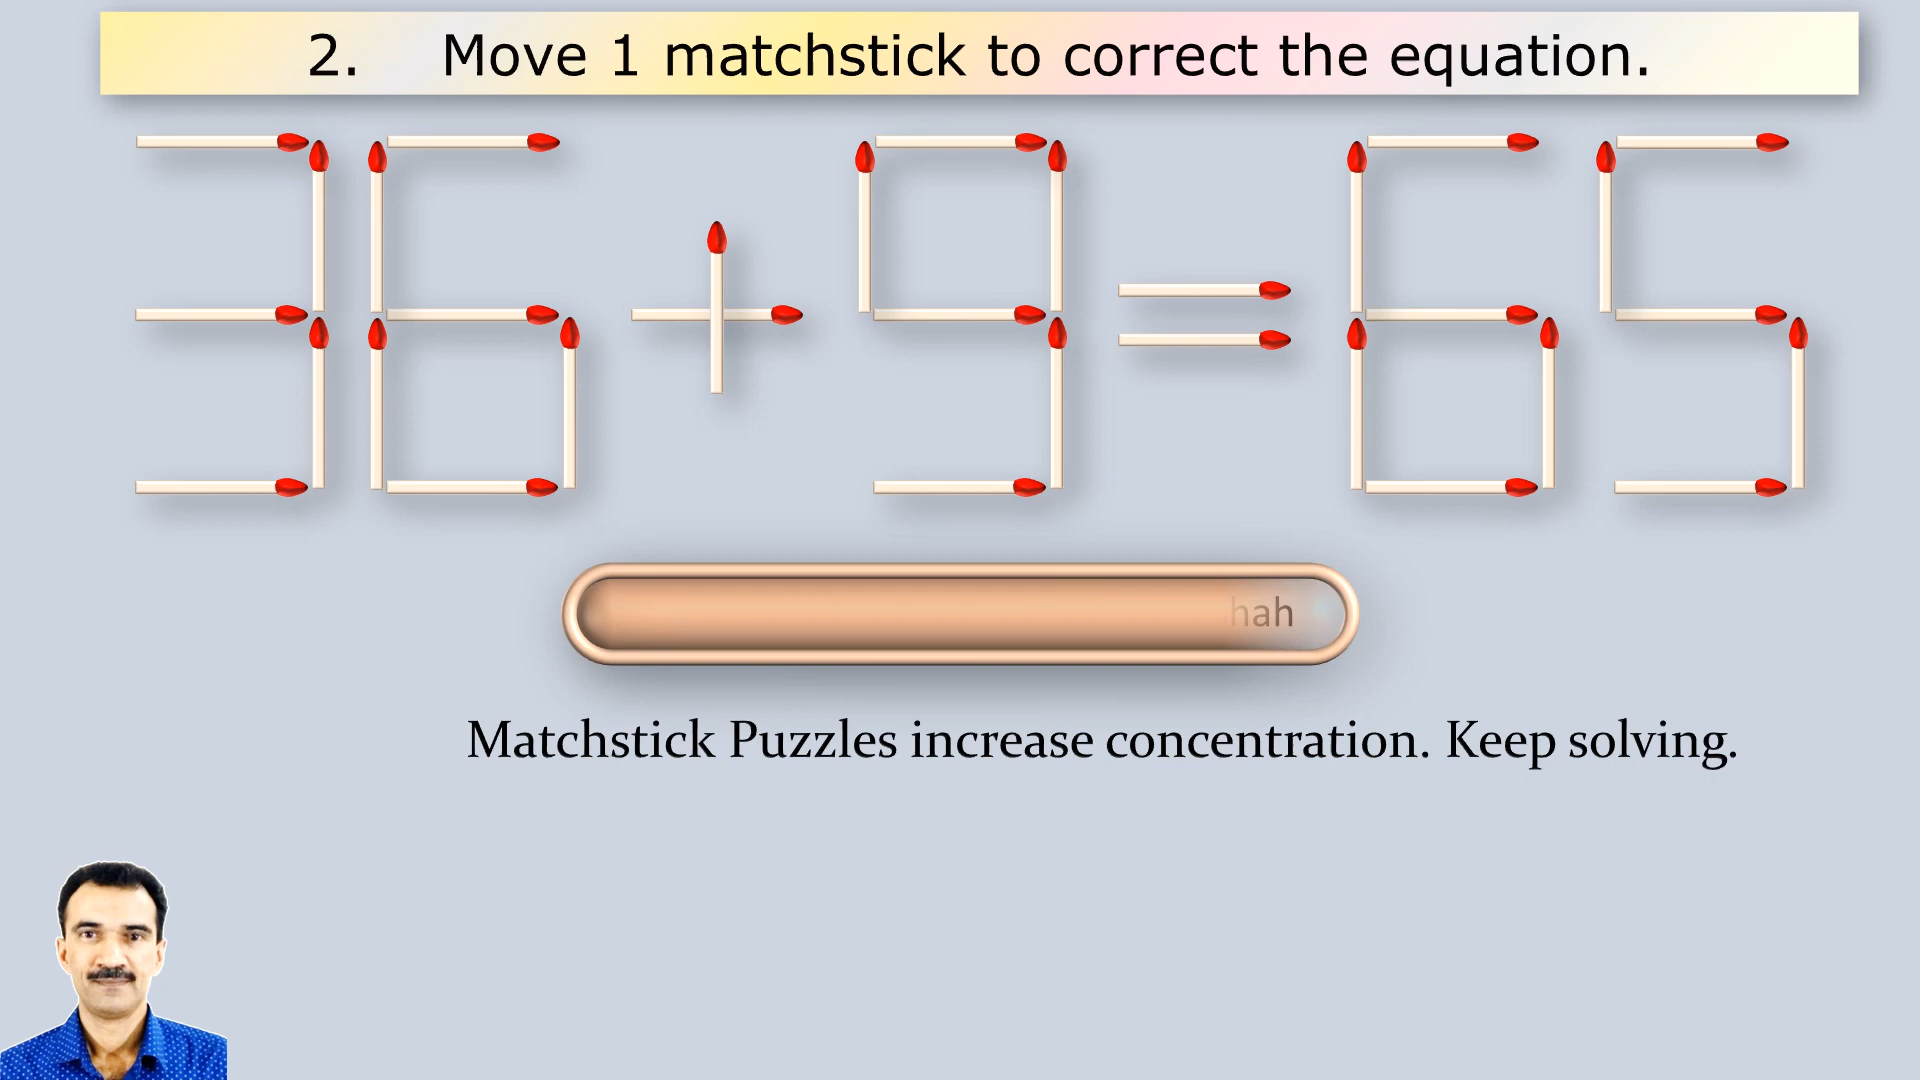 2. Move 1 matchstick to correct the equation.
36+9=65
hah
Matchstick Puzzles increase concentration. Keep solving.